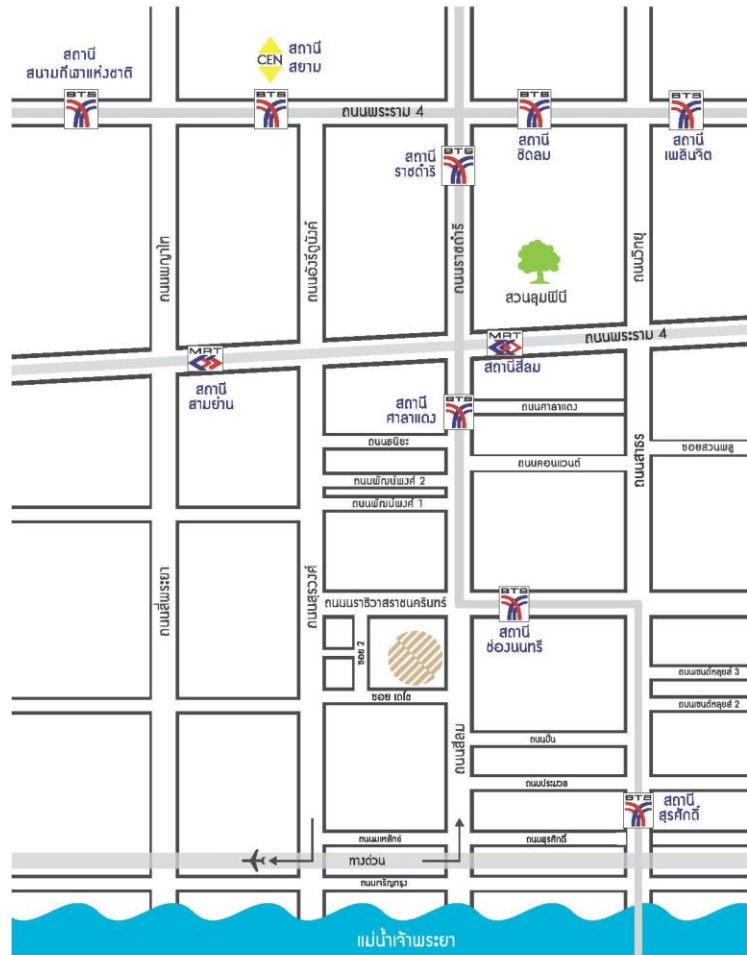 สถานี
สนามกีฬาแห่งชาติ
CEN
สถานี
สยาม
BTS
BTS
ถนนพระราม 4
BTS
BTS
สถานี
ชิดลม
สถานี
เพลินจิต
สถานี
ราชดำริ
BTS
ถนนพญาไท
ถนนอังรีดูนังต์
ถนนราชดำริ
ถนนวิทยุ
สวนลุมพินี
MRT
สถานี
สามย่าน
MRT
สถานีสีลม
ถนนพระราม 4
สถานี
ศาลาแดง
BTS
ถนนศาลาแดง
ถนนธนิยะ
ถนนคอนแวนต์
ถนนสาธร
ซอยสวนพลู
ถนนพัฒน์พงศ์ 2
ถนนพัฒน์พงศ์ 1
ถนนสี่พระยา
ถนนสุรวงศ์
ถนนนราธิวาสราชนครินทร์
BTS
สถานี
ช่องนนทรี
ซอย 2
ซอย เดโช
ถนนเซนต์หลุยส์ 3
ถนนเซนต์หลุยส์ 2
ถนนสีลม
ถนนปั้น
ถนนประมวล
BTS
สถานี
สุรศักดิ์
ถนนมเหสักข์
ถนนสุรศักดิ์
ทางด่วน
ถนนเจริญกรุง
แม่น้ำเจ้าพระยา